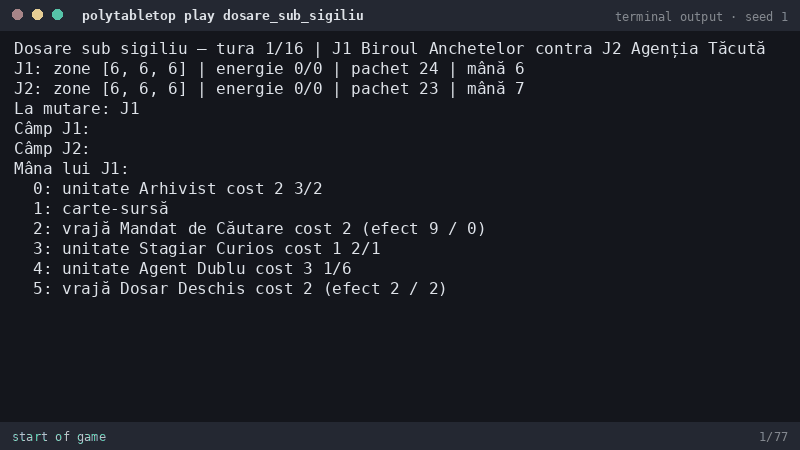 polytabletop play dosare_sub_sigiliu
terminal output · seed 1
Dosare sub sigiliu — tura 1/16 | J1 Biroul Anchetelor contra J2 Agenția Tăcută
J1: zone [6, 6, 6] | energie 0/0 | pachet 24 | mână 6
J2: zone [6, 6, 6] | energie 0/0 | pachet 23 | mână 7
La mutare: J1
Câmp J1:
Câmp J2:
Mâna lui J1:
0: unitate Arhivist cost 2 3/2
1: carte-sursă
2: vrajă Mandat de Căutare cost 2 (efect 9 / 0)
3: unitate Stagiar Curios cost 1 2/1
4: unitate Agent Dublu cost 3 1/6
5: vrajă Dosar Deschis cost 2 (efect 2 / 2)
start of game
1/77